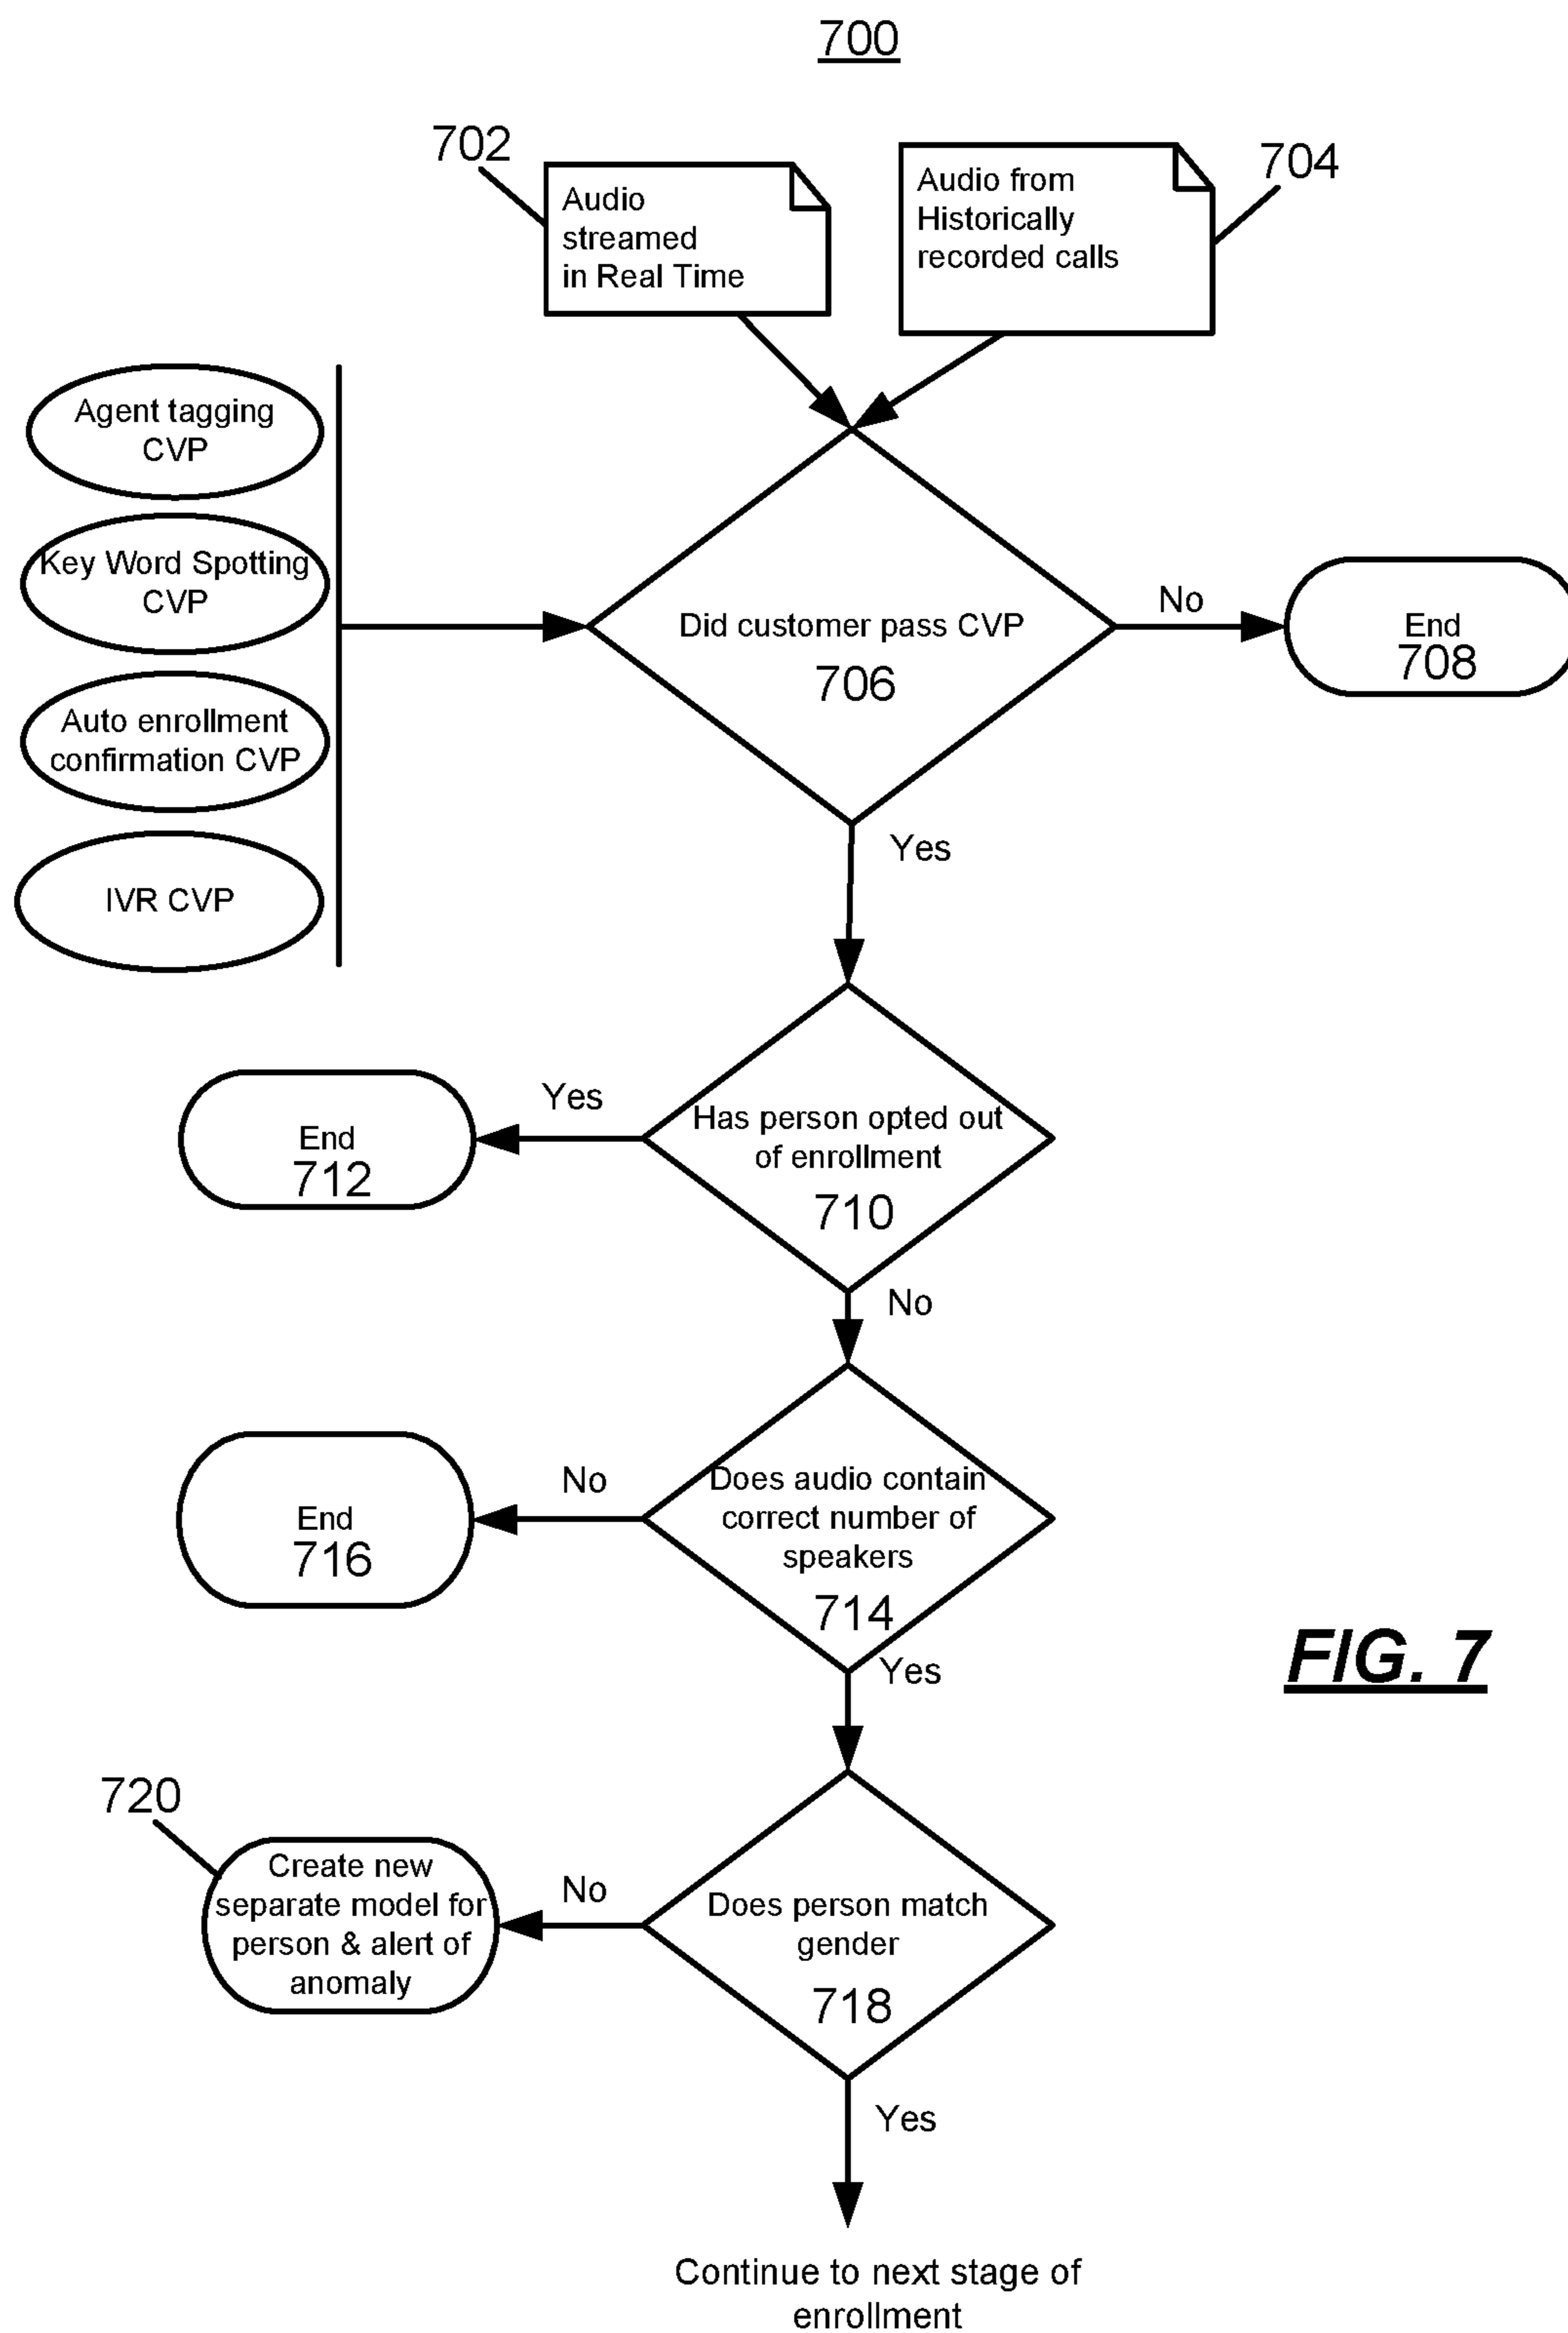 700
702
Audio
streamed
in Real Time
Audio from
Historically
recorded calls
704
Agent tagging
CVP
Key Word Spotting
CVP
Auto enrollment
confirmation CVP
IVR CVP
Did customer pass CVP
706
No
End
708
Yes
Has person opted out
of enrollment
710
Yes
End
712
No
Does audio contain
correct number of
speakers
714
No
End
716
Yes
FIG. 7
720
Create new
separate model for
person & alert of
anomaly
No
Does person match
gender
718
Yes
Continue to next stage of
enrollment